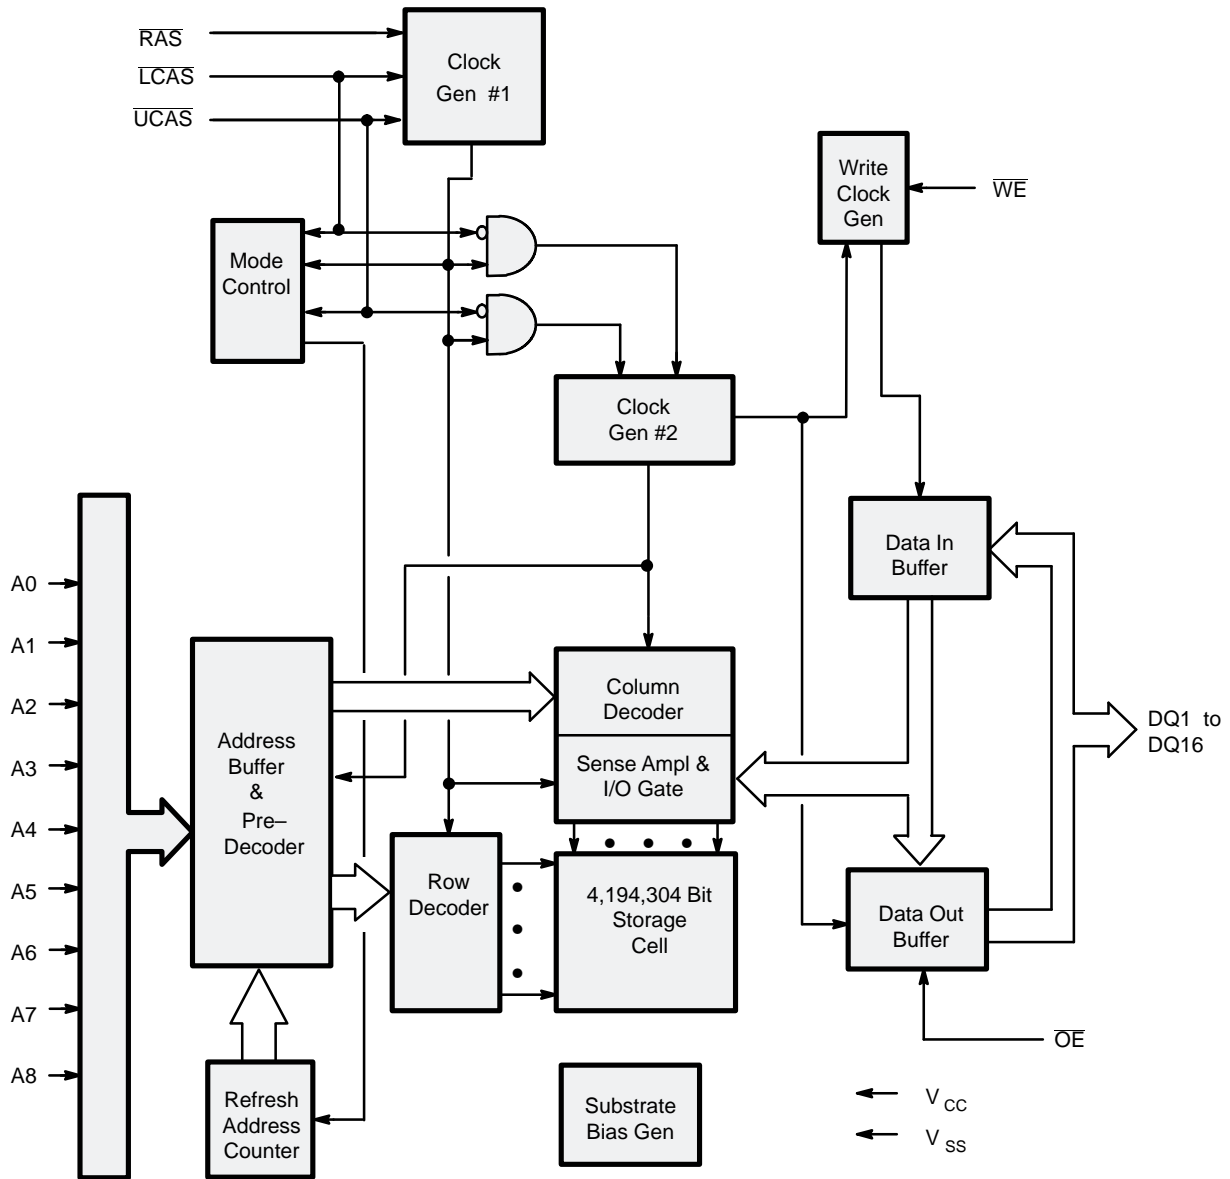 RAS
LCAS
UCAS
Clock
Gen #1
Write
Clock
Gen
WE
Mode
Control
Clock
Gen #2
Data In
Buffer
A0
A1
A2
A3
A4
A5
A6
A7
A8
Address
Buffer
&
Pre–
Decoder
Column
Decoder
Sense Ampl &
I/O Gate
DQ1 to
DQ16
Row
Decoder
4,194,304 Bit
Storage
Cell
Data Out
Buffer
OE
Refresh
Address
Counter
Substrate
Bias Gen
V CC
V SS